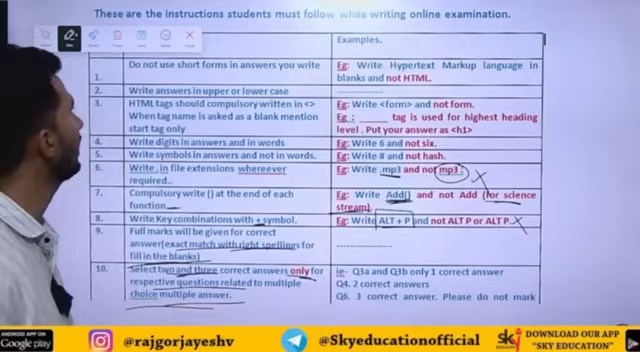 These are the instructions students must follow while writing online examination.
Examples.
1. Do not use short forms in answers you write
Eg: Write Hypertext Markup language in
blanks and not HTML.
2. Write answers in upper or lower case
3. HTML tags should compulsory written in <>
When tag name is asked as a blank mention
start tag only
Eg: Write <form> and not form.
Eg : _____ tag is used for highest heading
level . Put your answer as <h1>
4. Write digits in answers and in words
Eg: Write 6 and not six.
5. Write symbols in answers and not in words.
Eg: Write # and not hash.
6. Write . in file extensions whereever
required..
Eg: Write .mp3 and not mp3 .
7. Compulsory write () at the end of each
function
Eg: Write Add() and not Add (for science
stream).
8. Write Key combinations with + symbol.
Eg: Write ALT + P and not ALT P or ALT P..
9. Full marks will be given for correct
answer(exact match with right spellings for
fill in the blanks)
10. Select two and three correct answers only for
respective questions related to multiple
choice multiple answer.
ie- Q3a and Q3b only 1 correct answer
Q4. 2 correct answers
Q6. 3 correct answer. Please do not mark
ANDROID APP ON
Google play
@rajgorjayeshv
@Skyeducationofficial
sky
DOWNLOAD OUR APP
"SKY EDUCATION"